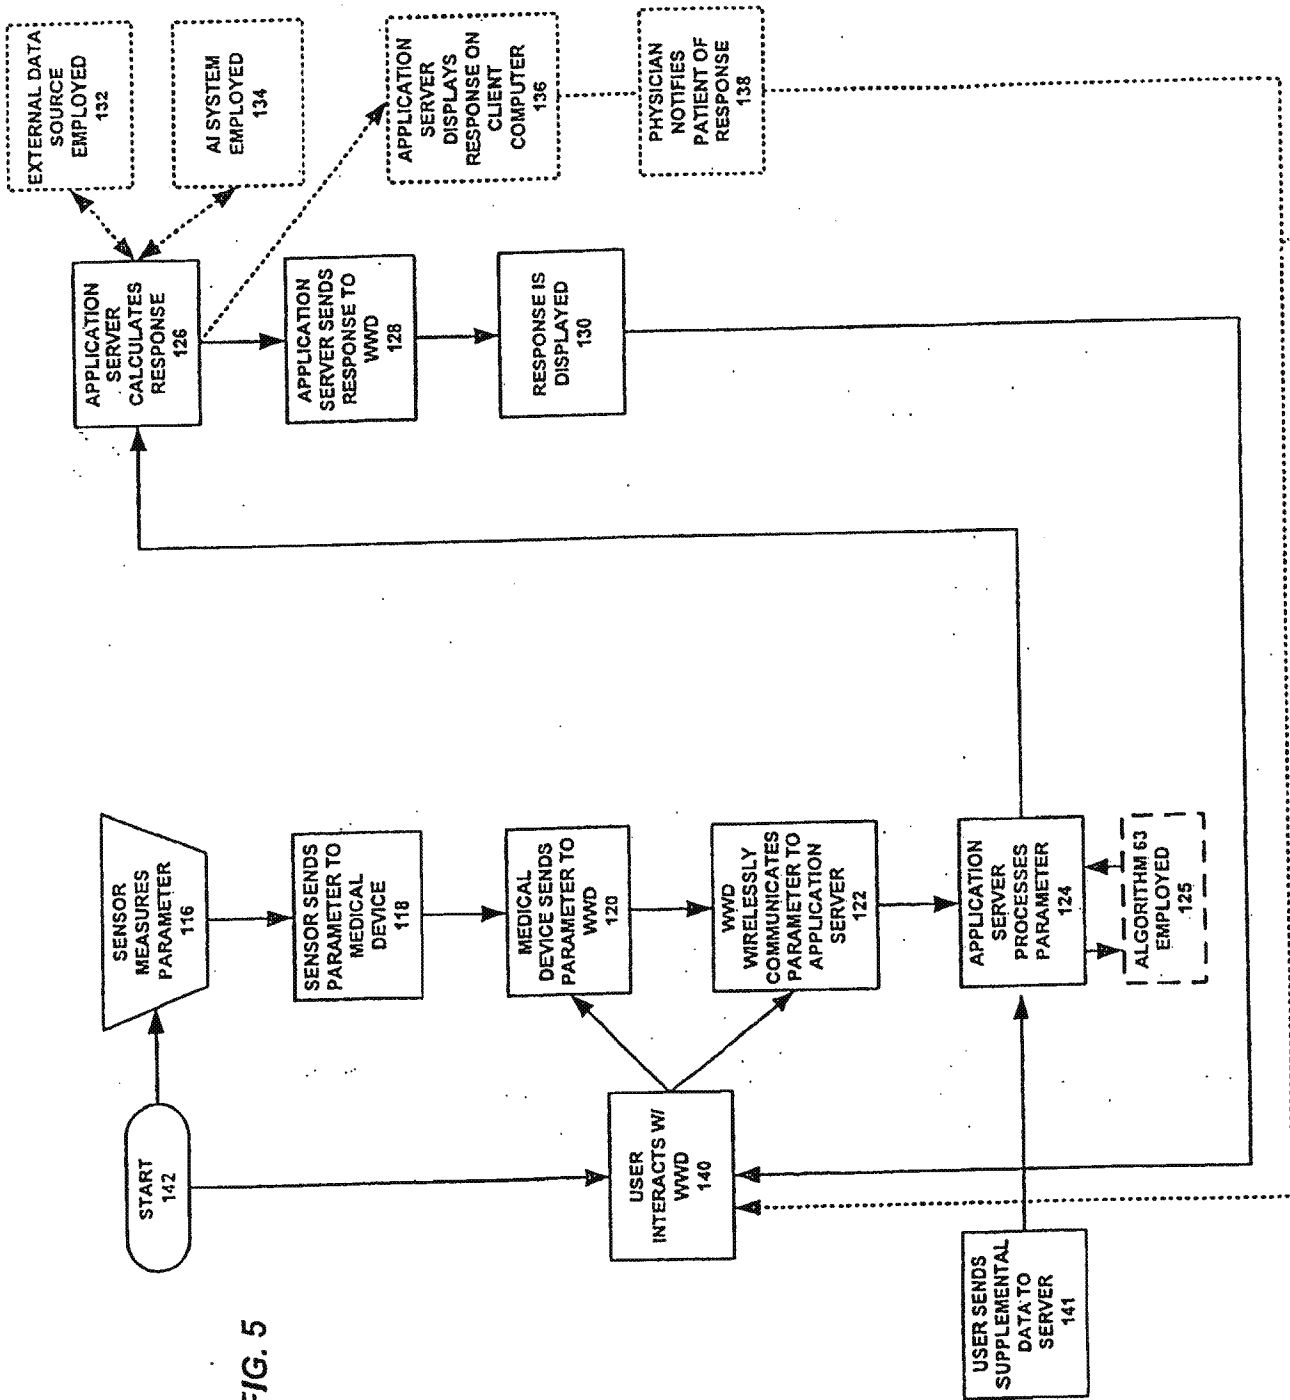 START
142
SENSOR
MEASURES
PARAMETER
116
SENSOR SENDS
PARAMETER TO
MEDICAL
DEVICE
118
MEDICAL
DEVICE SENDS
PARAMETER TO
WWD
120
WWD
WIRELESSLY
COMMUNICATES
PARAMETER TO
APPLICATION
SERVER
122
APPLICATION
SERVER
PROCESSES
PARAMETER
124
ALGORITHM 63
EMPLOYED
125
USER
INTERACTS W/
WWD
140
USER SENDS
SUPPLEMENTAL
DATA TO
SERVER
141
APPLICATION
SERVER
CALCULATES
RESPONSE
126
APPLICATION
SERVER SENDS
RESPONSE TO
WWD
128
RESPONSE IS
DISPLAYED
130
EXTERNAL DATA
SOURCE
EMPLOYED
132
AI SYSTEM
EMPLOYED
134
APPLICATION
SERVER
DISPLAYS
RESPONSE ON
CLIENT
COMPUTER
136
PHYSICIAN
NOTIFIES
PATIENT OF
RESPONSE
138
FIG. 5